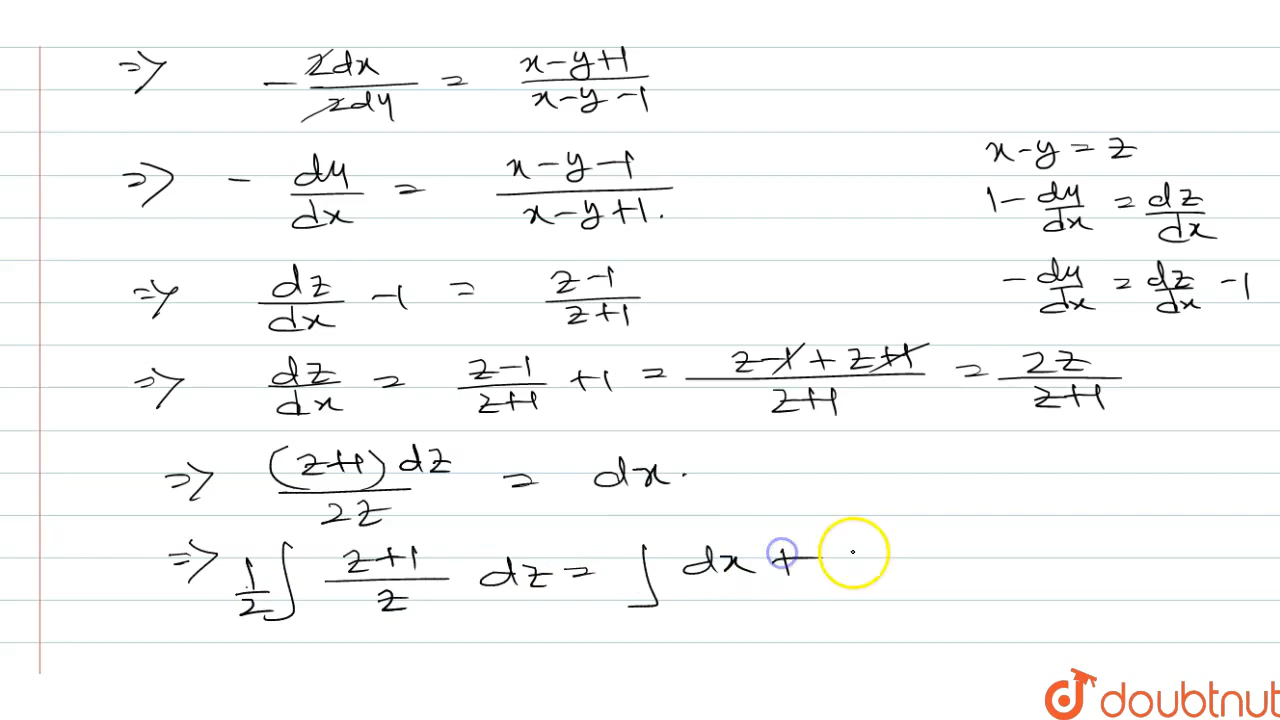 ⇒ - 2dx/2dy = x-y+1/x-y-1
⇒ - dy/dx = x-y-1/x-y+1.
x-y = z
1 - dy/dx = dz/dx
- dy/dx = dz/dx - 1
⇒ dz/dx - 1 = z-1/z+1
⇒ dz/dx = z-1/z+1 + 1 = z-1+z+1/z+1 = 2z/z+1
⇒ (z+1)dz/2z = dx.
⇒ 1/2 ∫ z+1/z dz = ∫ dx +
doubtnut